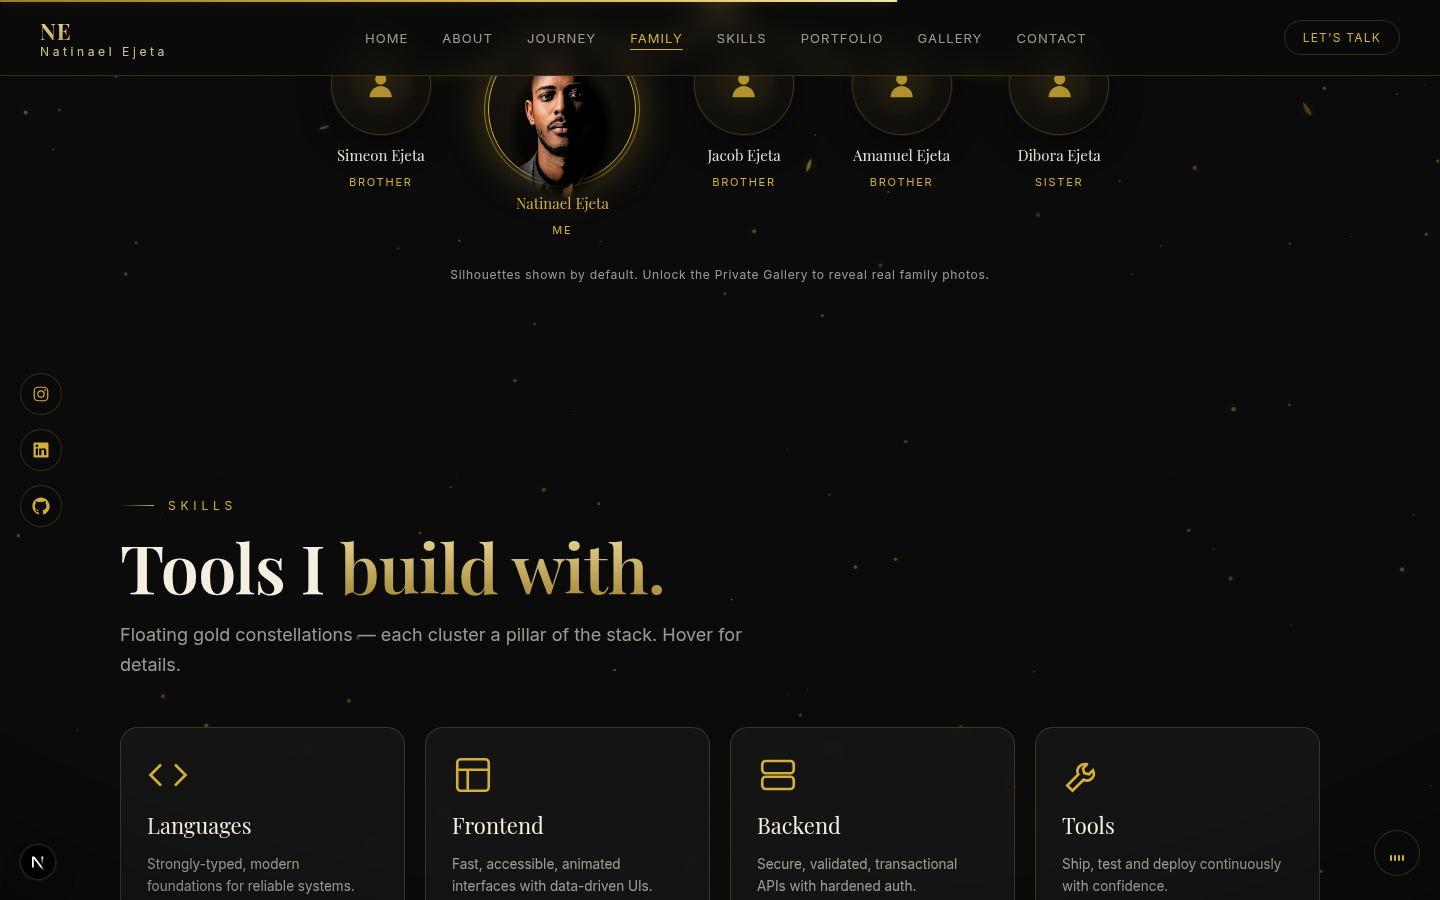 NE
Natinael Ejeta
HOME ABOUT JOURNEY FAMILY SKILLS PORTFOLIO GALLERY CONTACT
LET'S TALK
Simeon Ejeta
BROTHER
Natinael Ejeta
ME
Jacob Ejeta
BROTHER
Amanuel Ejeta
BROTHER
Dibora Ejeta
SISTER
Silhouettes shown by default. Unlock the Private Gallery to reveal real family photos.
SKILLS
Tools I build with.
Floating gold constellations — each cluster a pillar of the stack. Hover for
details.
Languages
Strongly-typed, modern
foundations for reliable systems.
Frontend
Fast, accessible, animated
interfaces with data-driven UIs.
Backend
Secure, validated, transactional
APIs with hardened auth.
Tools
Ship, test and deploy continuously
with confidence.